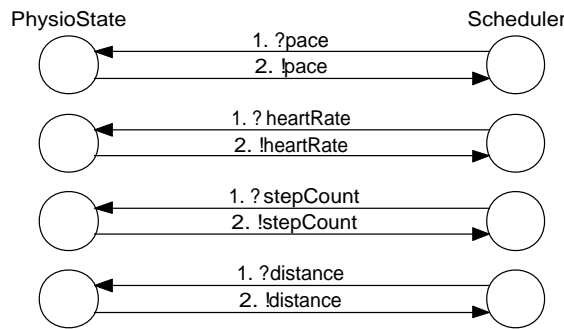 PhysioState Scheduler
1. ?pace
2. !pace
1. ?heartRate
2. !heartRate
1. ?stepCount
2. !stepCount
1. ?distance
2. !distance